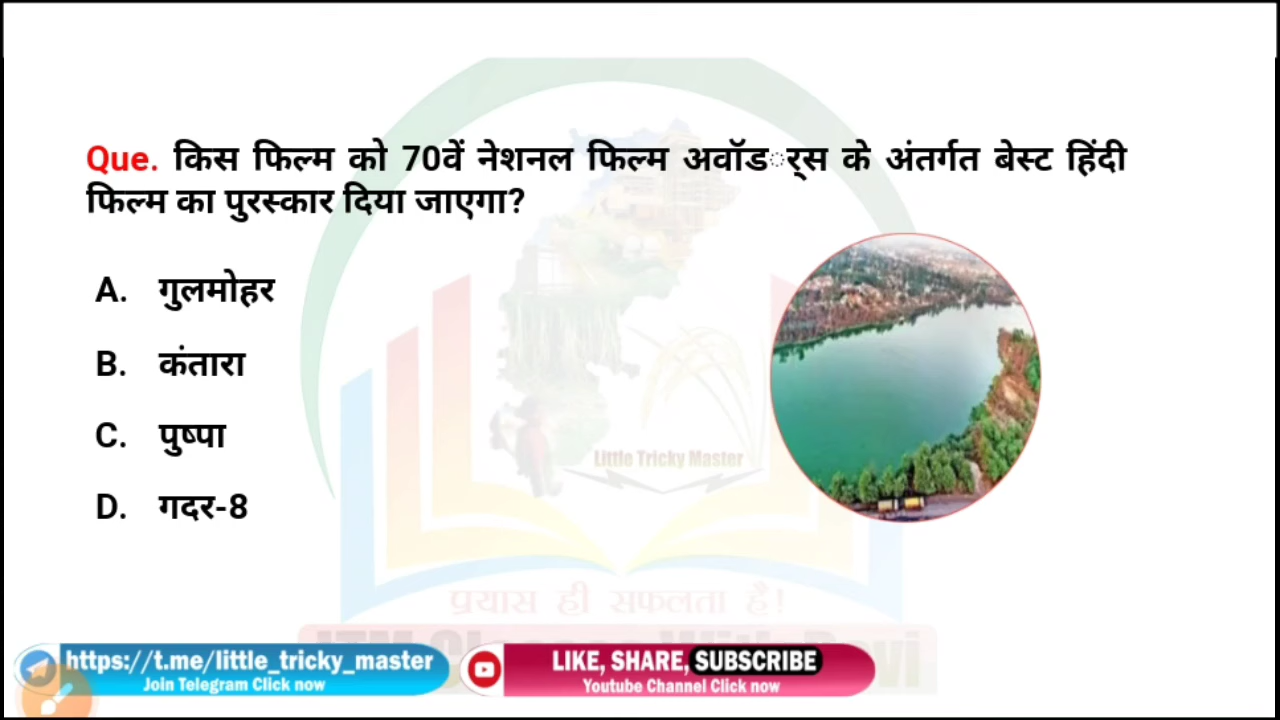 Que. किस फिल्म को 70वें नेशनल फिल्म अवॉडर््स के अंतर्गत बेस्ट हिंदी
फिल्म का पुरस्कार दिया जाएगा?
A. गुलमोहर
B. कंतारा
C. पुष्पा
D. गदर-8
Little Tricky Master
प्रयास ही सफलता है!
https://t.me/little_tricky_master
Join Telegram Click now
LIKE, SHARE, SUBSCRIBE
Youtube Channel Click now